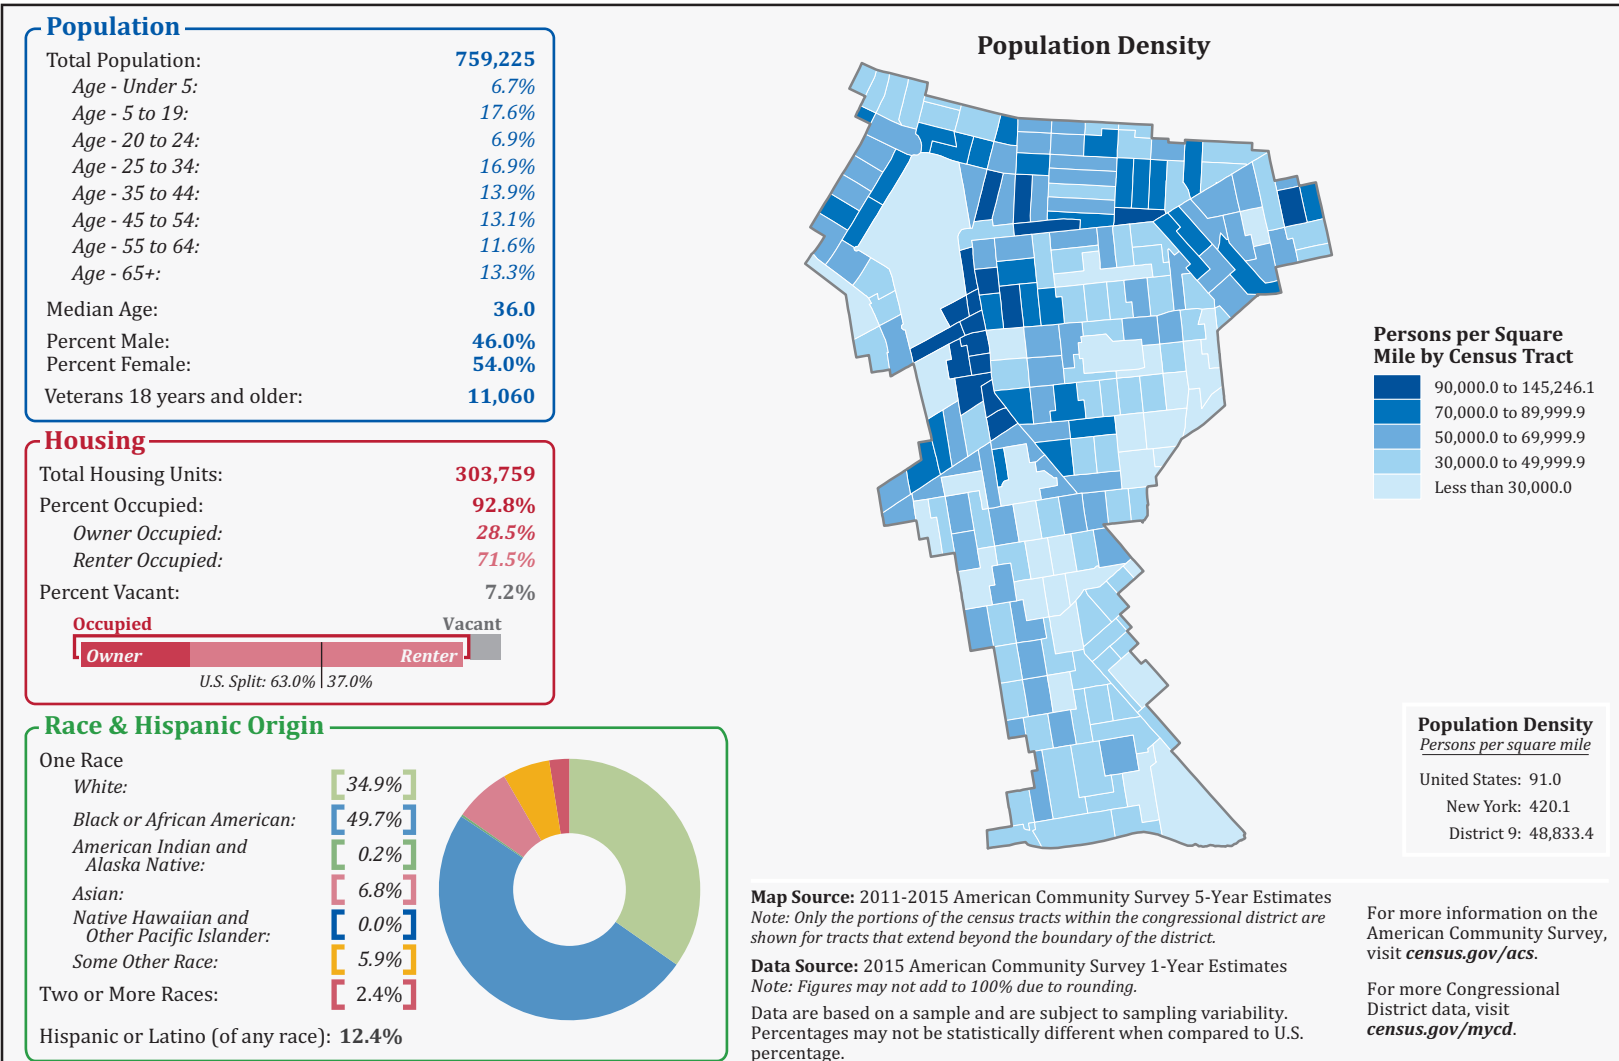 Population
Total Population: 759,225
Age - Under 5: 6.7%
Age - 5 to 19: 17.6%
Age - 20 to 24: 6.9%
Age - 25 to 34: 16.9%
Age - 35 to 44: 13.9%
Age - 45 to 54: 13.1%
Age - 55 to 64: 11.6%
Age - 65+: 13.3%
Median Age: 36.0
Percent Male: 46.0%
Percent Female: 54.0%
Veterans 18 years and older: 11,060
Housing
Total Housing Units: 303,759
Percent Occupied: 92.8%
Owner Occupied: 28.5%
Renter Occupied: 71.5%
Percent Vacant: 7.2%
Occupied Vacant
Owner Renter
U.S. Split: 63.0% 37.0%
Race & Hispanic Origin
One Race
White: 34.9%
Black or African American: 49.7%
American Indian and
Alaska Native: 0.2%
Asian: 6.8%
Native Hawaiian and
Other Pacific Islander: 0.0%
Some Other Race: 5.9%
Two or More Races: 2.4%
Hispanic or Latino (of any race): 12.4%
Population Density
Persons per Square
Mile by Census Tract
90,000.0 to 145,246.1
70,000.0 to 89,999.9
50,000.0 to 69,999.9
30,000.0 to 49,999.9
Less than 30,000.0
Population Density
Persons per square mile
United States: 91.0
New York: 420.1
District 9: 48,833.4
Map Source: 2011-2015 American Community Survey 5-Year Estimates
Note: Only the portions of the census tracts within the congressional district are
shown for tracts that extend beyond the boundary of the district.
Data Source: 2015 American Community Survey 1-Year Estimates
Note: Figures may not add to 100% due to rounding.
Data are based on a sample and are subject to sampling variability.
Percentages may not be statistically different when compared to U.S.
percentage.
For more information on the
American Community Survey,
visit census.gov/acs.
For more Congressional
District data, visit
census.gov/mycd.